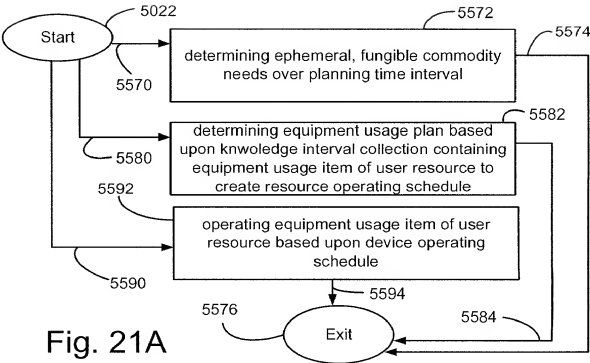 Start
5022
5572
5574
determining ephemeral, fungible commodity
needs over planning time interval
5570
5582
determining equipment usage plan based
upon knwoledge interval collection containing
equipment usage item of user resource to
create resource operating schedule
5580
5592
operating equipment usage item of user
resource based upon device operating
schedule
5590
5594
5576
Exit
5584
Fig. 21A